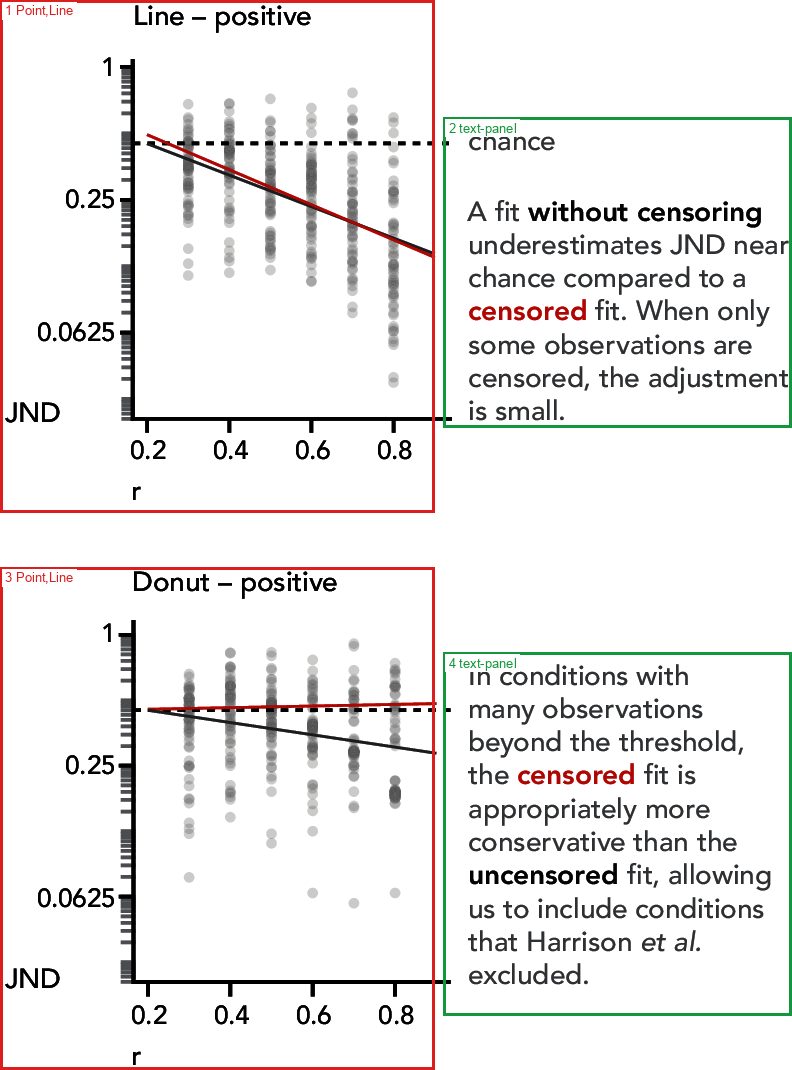 1 Point,Line
Line – positive
1
0.25
0.0625
JND
0.2 0.4 0.6 0.8
r
2 text-panel
chance
A fit without censoring
underestimates JND near
chance compared to a
censored fit. When only
some observations are
censored, the adjustment
is small.
3 Point,Line
Donut – positive
1
0.25
0.0625
JND
0.2 0.4 0.6 0.8
r
4 text-panel
In conditions with
many observations
beyond the threshold,
the censored fit is
appropriately more
conservative than the
uncensored fit, allowing
us to include conditions
that Harrison et al.
excluded.